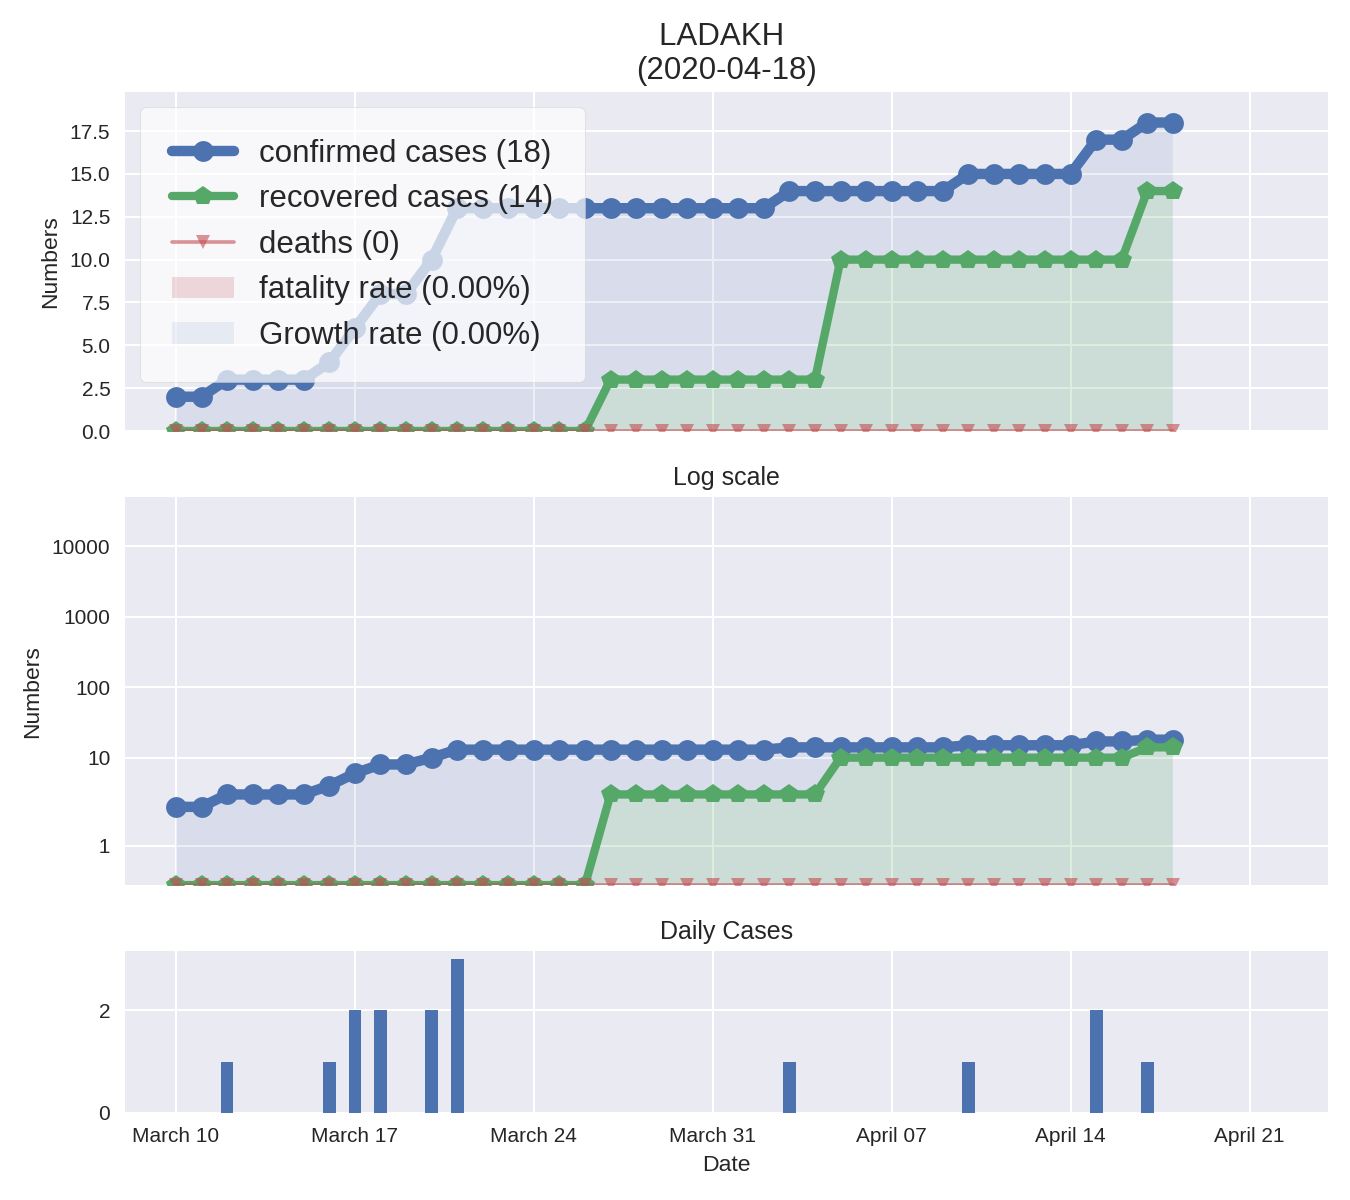 LADAKH
(2020-04-18)
17.5
15.0
12.5
10.0
7.5
5.0
2.5
0.0
Numbers
confirmed cases (18)
recovered cases (14)
deaths (0)
fatality rate (0.00%)
Growth rate (0.00%)
Log scale
10000
1000
100
10
1
Numbers
Daily Cases
2
0
March 10 March 17 March 24 March 31 April 07 April 14 April 21
Date